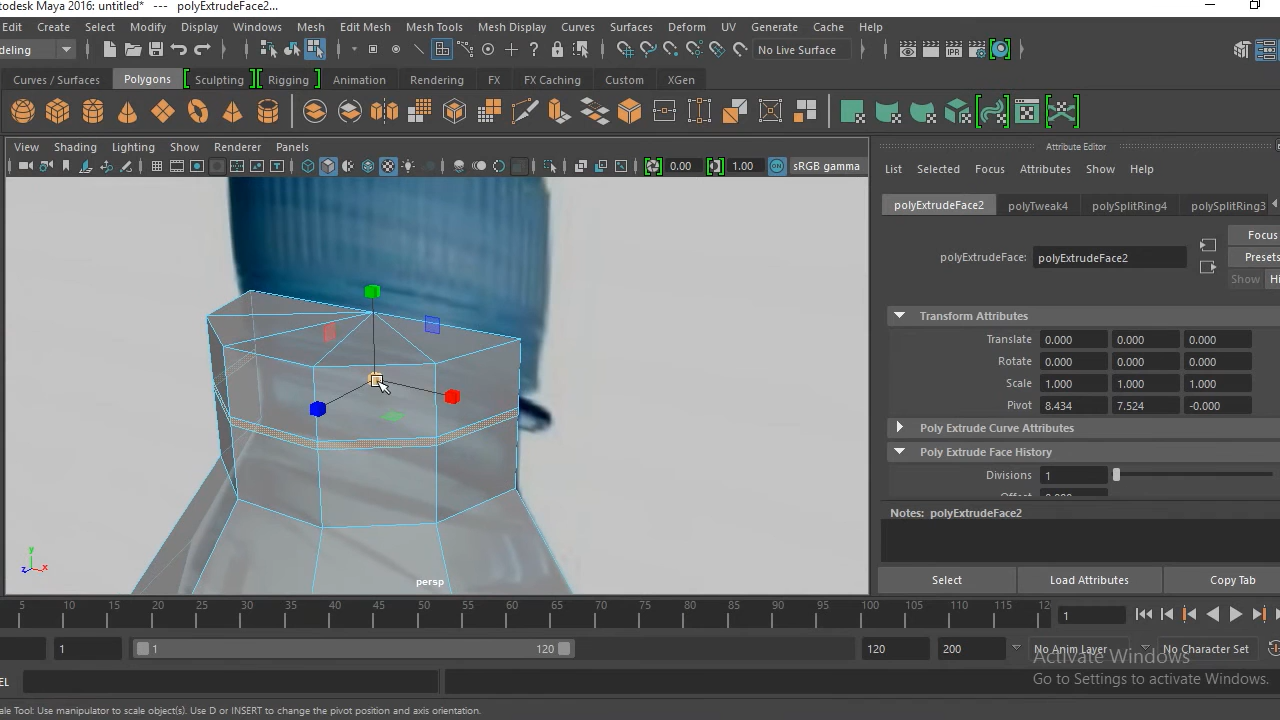 odesk Maya 2016: untitled* --- polyExtrudeFace2...
Edit Create Select Modify Display Windows Mesh Edit Mesh Mesh Tools Mesh Display Curves Surfaces Deform UV Generate Cache Help
deling No Live Surface
Curves / Surfaces Polygons Sculpting Rigging Animation Rendering FX FX Caching Custom XGen
IPR
View Shading Lighting Show Renderer Panels
0.00 1.00 sRGB gamma
Attribute Editor
List Selected Focus Attributes Show Help
polyExtrudeFace2 polyTweak4 polySplitRing4 polySplitRing3
Focus
polyExtrudeFace: polyExtrudeFace2
Presets
Show Hi
Transform Attributes
Translate 0.000 0.000 0.000
Rotate 0.000 0.000 0.000
Scale 1.000 1.000 1.000
Pivot 8.434 7.524 -0.000
Poly Extrude Curve Attributes
Poly Extrude Face History
Divisions 1
Notes: polyExtrudeFace2
Select Load Attributes Copy Tab
y
z x
persp
5 10 15 20 25 30 35 40 45 50 55 60 65 70 75 80 85 90 95 100 105 110 115 12
1
1 1 120 120 200 No Anim Layer No Character Set
Activate Windows
Go to Settings to activate Windows.
EL
ale Tool: Use manipulator to scale object(s). Use D or INSERT to change the pivot position and axis orientation.